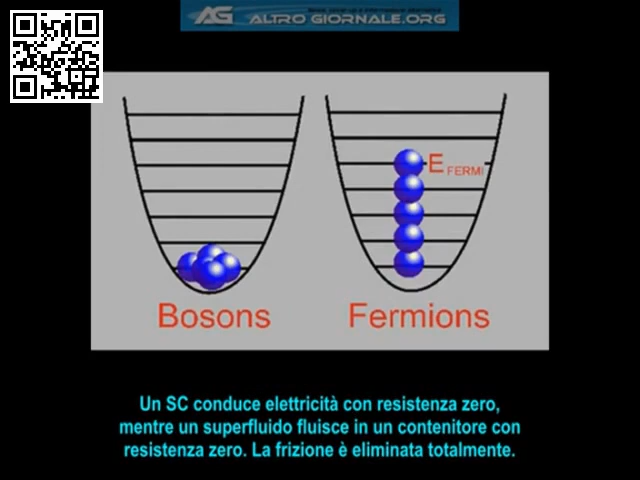 AG ALTRO GIORNALE.ORG
E FERMI
Bosons
Fermions
Un SC conduce elettricità con resistenza zero,
mentre un superfluido fluisce in un contenitore con
resistenza zero. La frizione è eliminata totalmente.